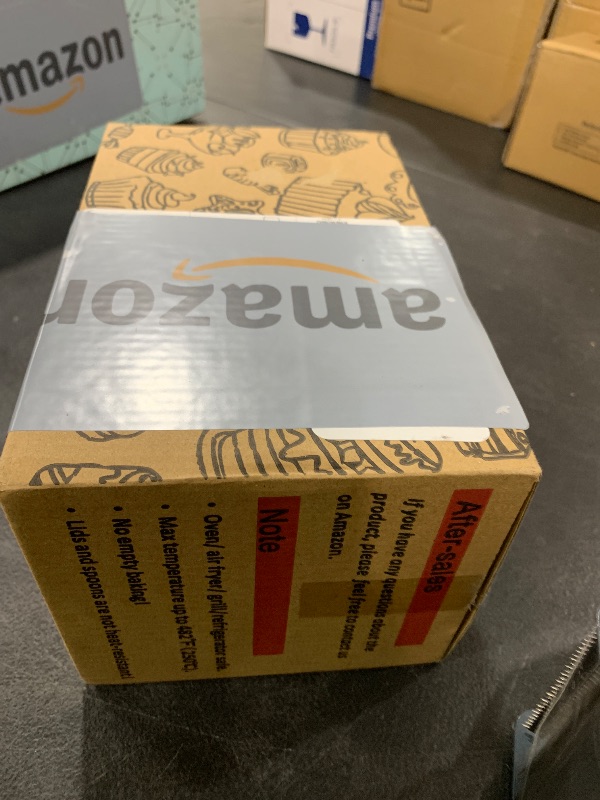 amazon
amazon
After-sales
If you have any questions about the
product, please feel free to contact us
on Amazon.
Note
• Oven/ air fryer/ grill/refrigerator safe.
• Max temperature up to 482°F(250℃).
• No empty baking!
• Lids and spoons are not heat-resistant!